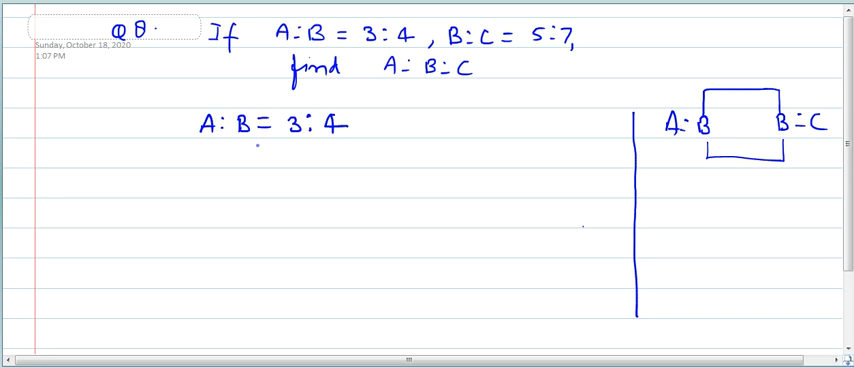 Q8. If A:B = 3:4, B:C = 5:7,
Sunday, October 18, 2020
1:07 PM
find A:B:C
A:B = 3:4
A:B B:C